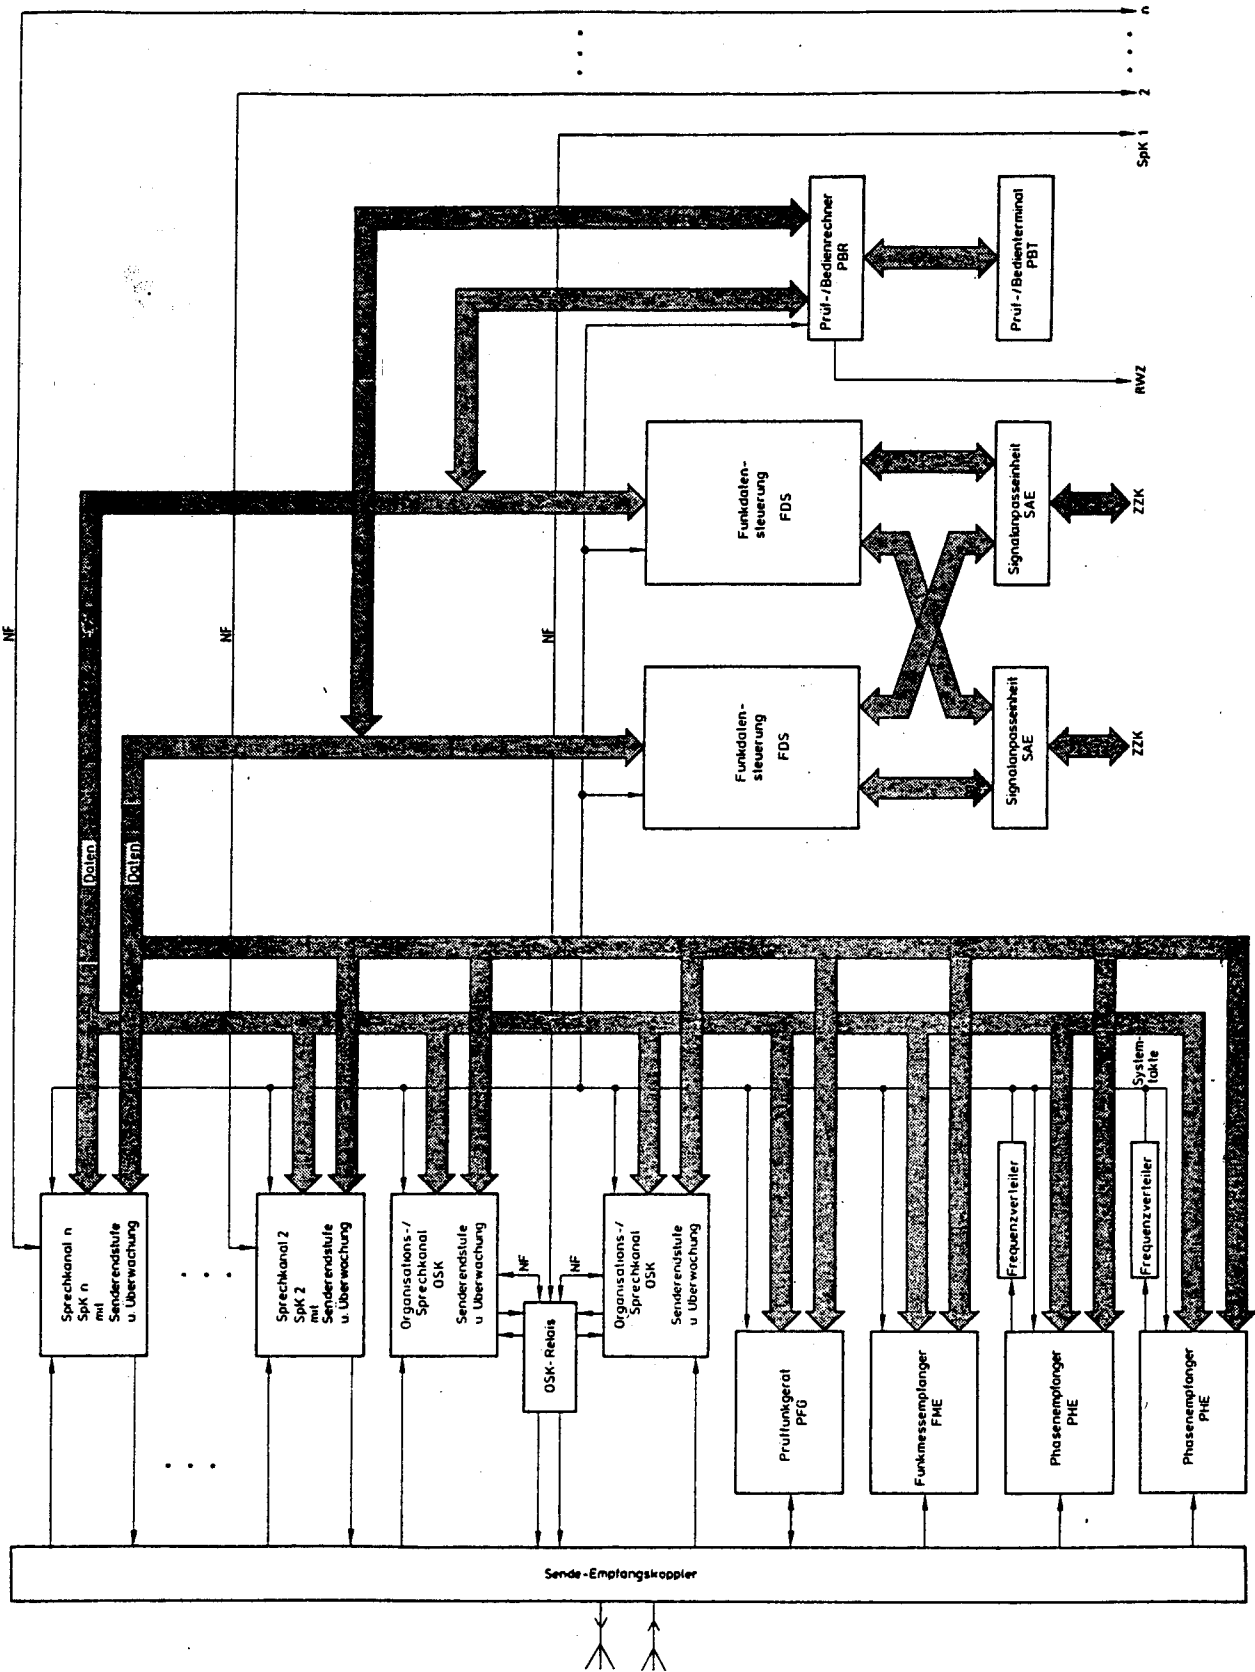 NF
n
NF
2
NF
SpK 1
Daten
Daten
Prüf-/Bedienrechner
PBR
Prüf-/Bedienterminal
PBT
RWZ
Funkdaten-
steuerung
FDS
Funkdaten-
steuerung
FDS
Signalanpasseinheit
SAE
Signalanpasseinheit
SAE
ZZK
ZZK
Sprechkanal n
SpK n
mit
Senderendstufe
u. Überwachung
. . .
Sprechkanal 2
SpK 2
mit
Senderendstufe
u. Überwachung
. . .
Organisations-/
Sprechkanal
OSK
Senderendstufe
u Überwachung
NF
OSK-Relais
NF
Organisations-/
Sprechkanal
OSK
Senderendstufe
u Überwachung
Prüffunkgerät
PFG
Funkmessempfänger
FME
Frequenzverteiler
Phasenempfänger
PHE
System-
takte
Frequenzverteiler
Phasenempfänger
PHE
Sende-Empfangskoppler